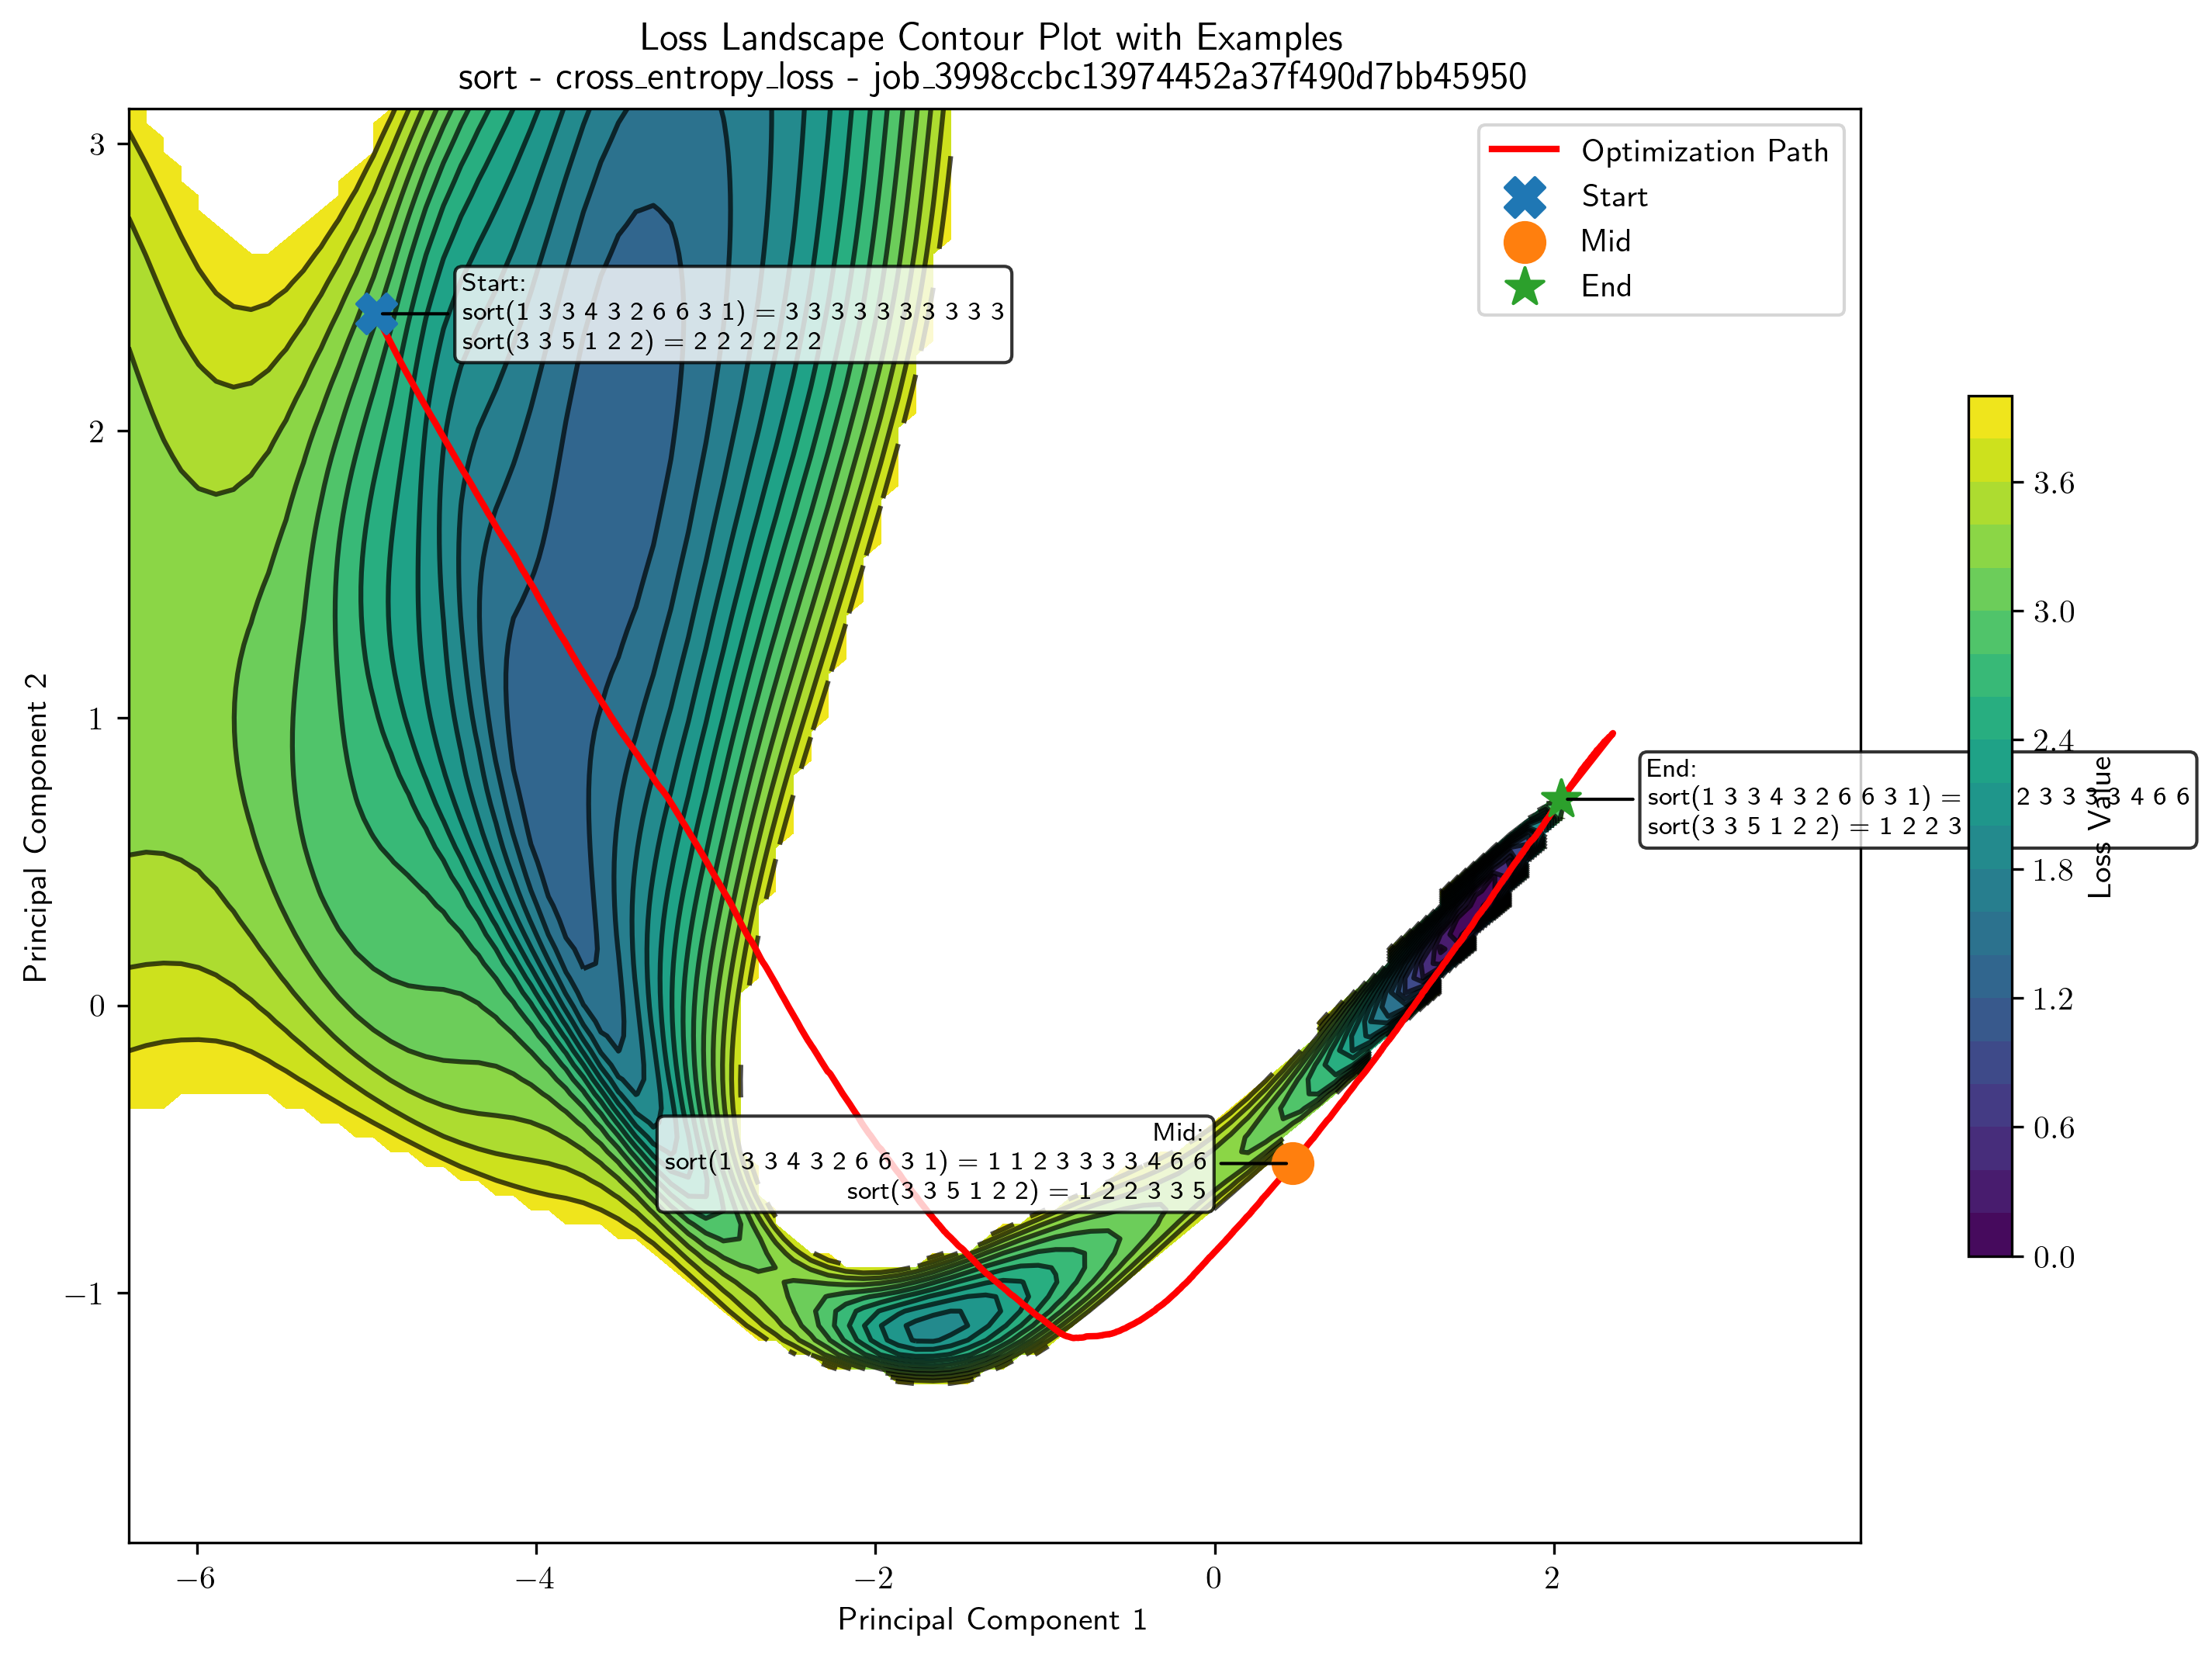 Loss Landscape Contour Plot with Examples
sort - cross_entropy_loss - job_3998ccbc13974452a37f490d7bb45950
Optimization Path
Start
Mid
End
Start:
sort(1 3 3 4 3 2 6 6 3 1) = 3 3 3 3 3 3 3 3 3 3
sort(3 3 5 1 2 2) = 2 2 2 2 2 2
End:
sort(1 3 3 4 3 2 6 6 3 1) = 2 3 3 3 3 4 6 6
sort(3 3 5 1 2 2) = 1 2 2 3
Mid:
sort(1 3 3 4 3 2 6 6 3 1) = 1 1 2 3 3 3 3 4 6 6
sort(3 3 5 1 2 2) = 1 2 2 3 3 5
3
2
1
0
−1
Principal Component 2
−6
−4
−2
0
2
Principal Component 1
3.6
3.0
2.4
1.8
1.2
0.6
0.0
Loss Value